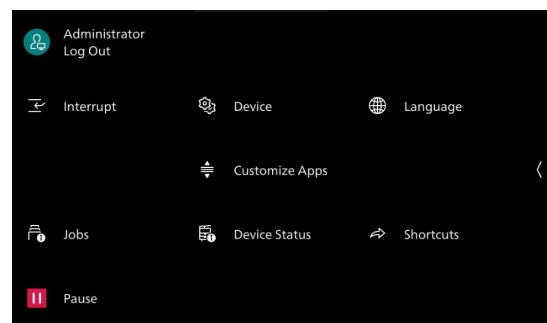 Administrator
Log Out
Interrupt
Device
Language
Customize Apps
Jobs
Device Status
Shortcuts
Pause